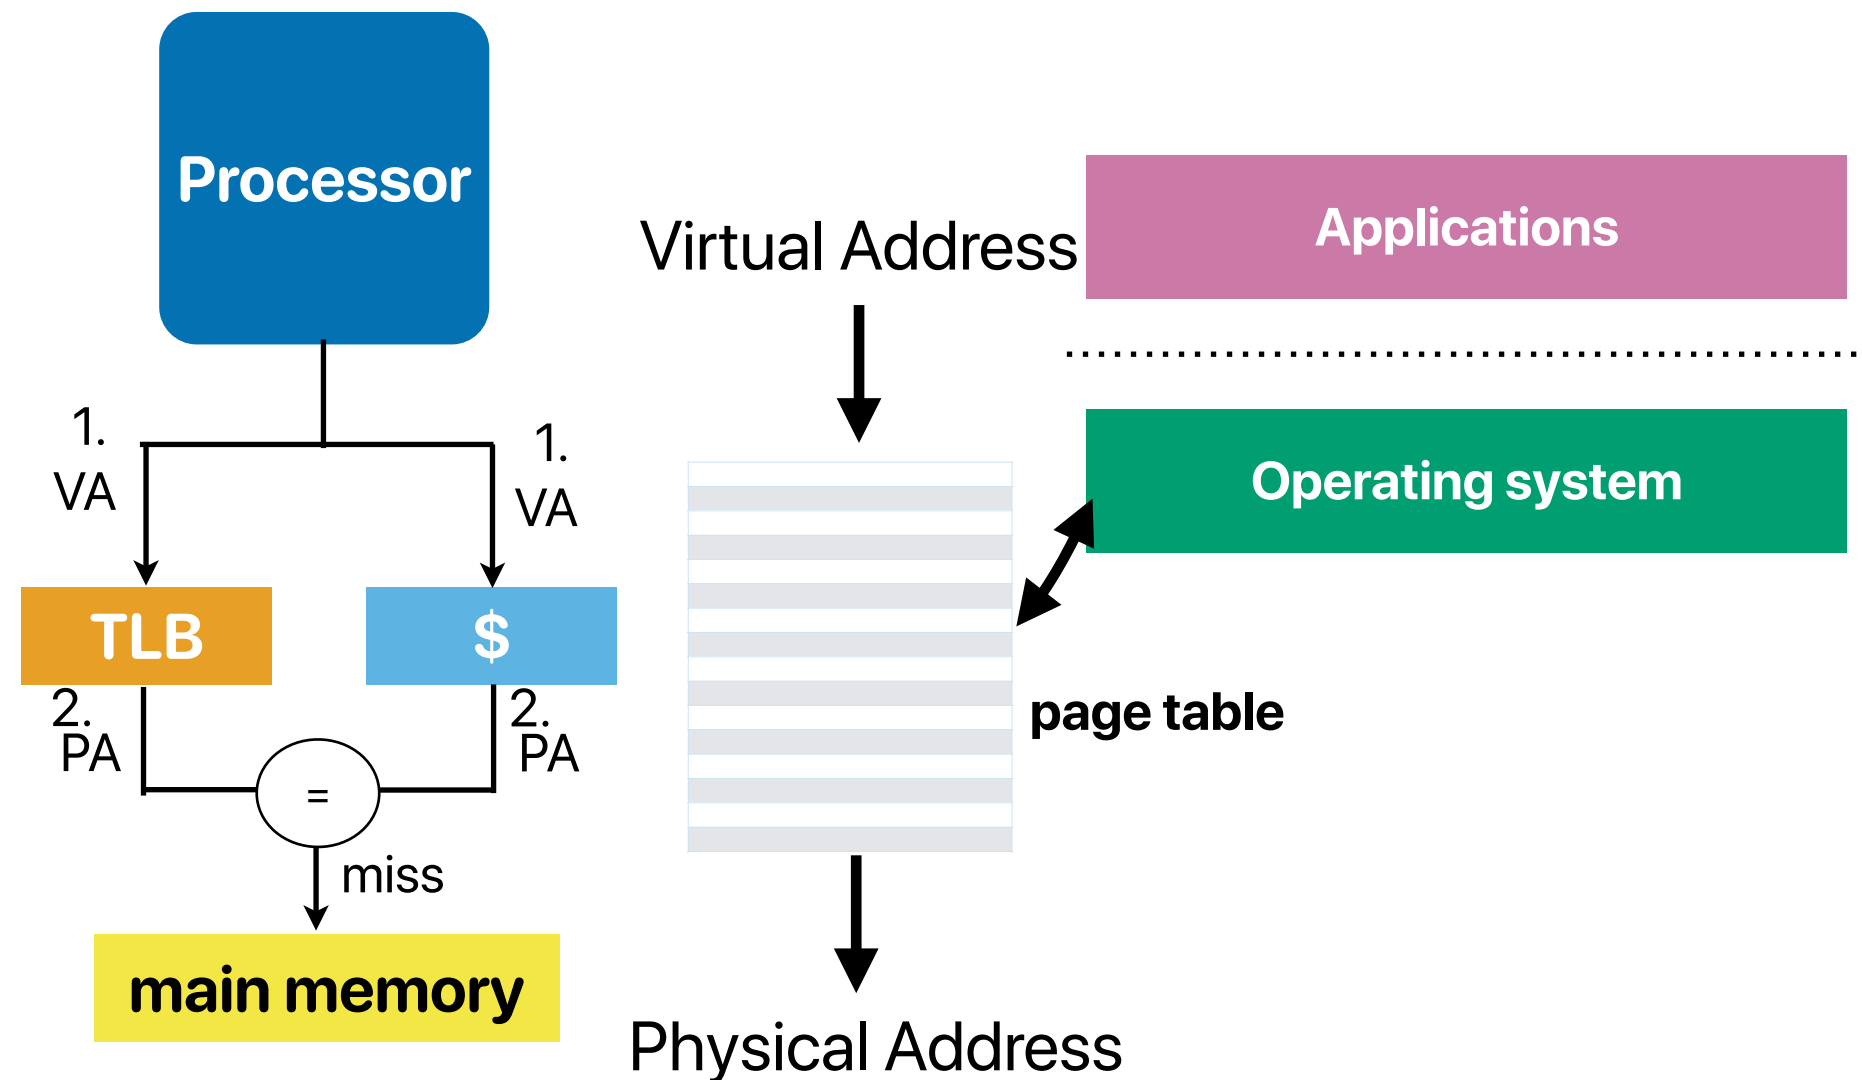 Processor
1.
VA
1.
VA
TLB
$
2.
PA
2.
PA
=
miss
main memory
Virtual Address
page table
Physical Address
Applications
Operating system